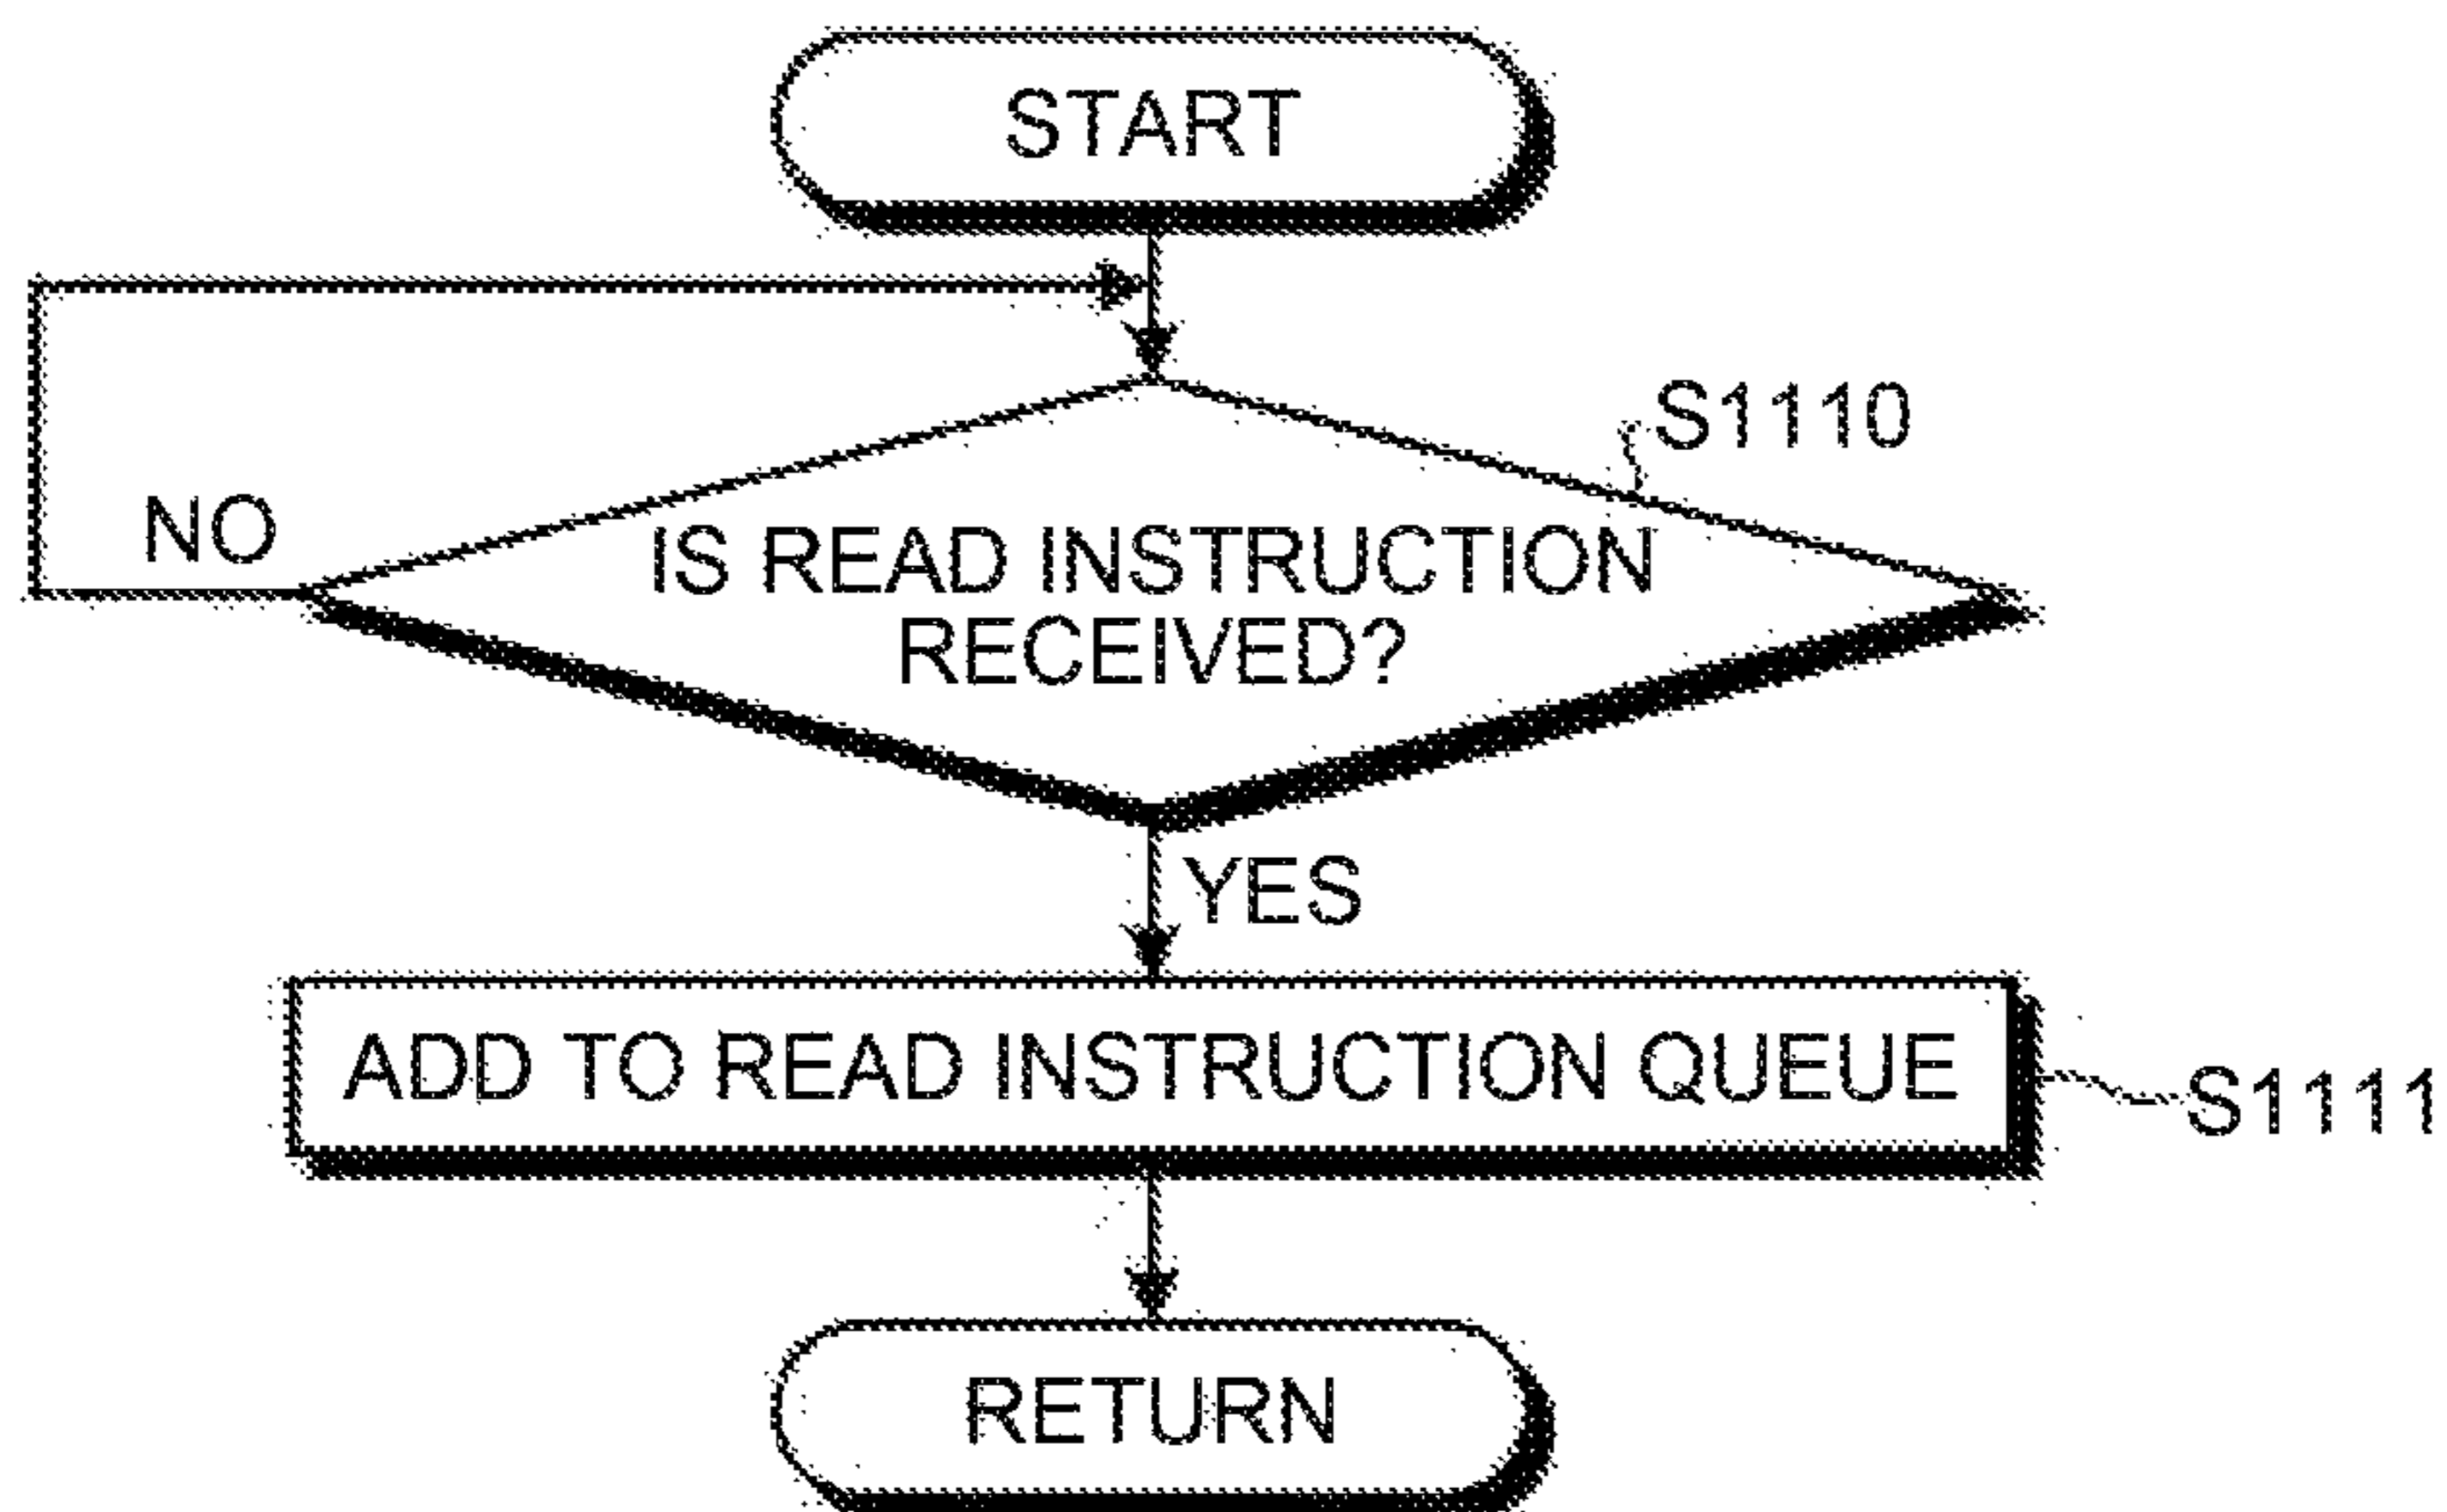 START
S1110
NO
IS READ INSTRUCTION
RECEIVED?
YES
ADD TO READ INSTRUCTION QUEUE
S1111
RETURN